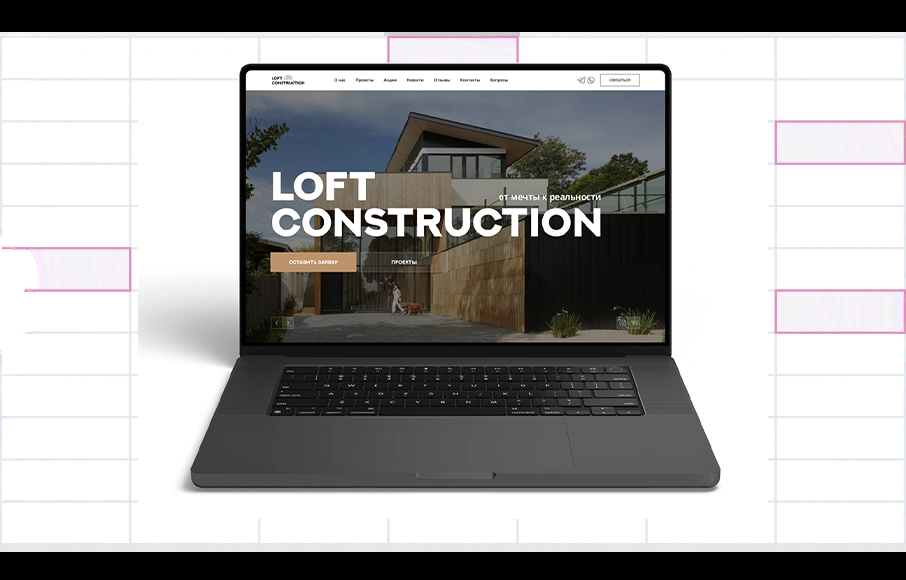 LOFT
CONSTRUCTION
О нас Проекты Акции Новости Отзывы Контакты Вопросы
СВЯЗАТЬСЯ
LOFT
от мечты к реальности
CONSTRUCTION
ОСТАВИТЬ ЗАЯВКУ
ПРОЕКТЫ